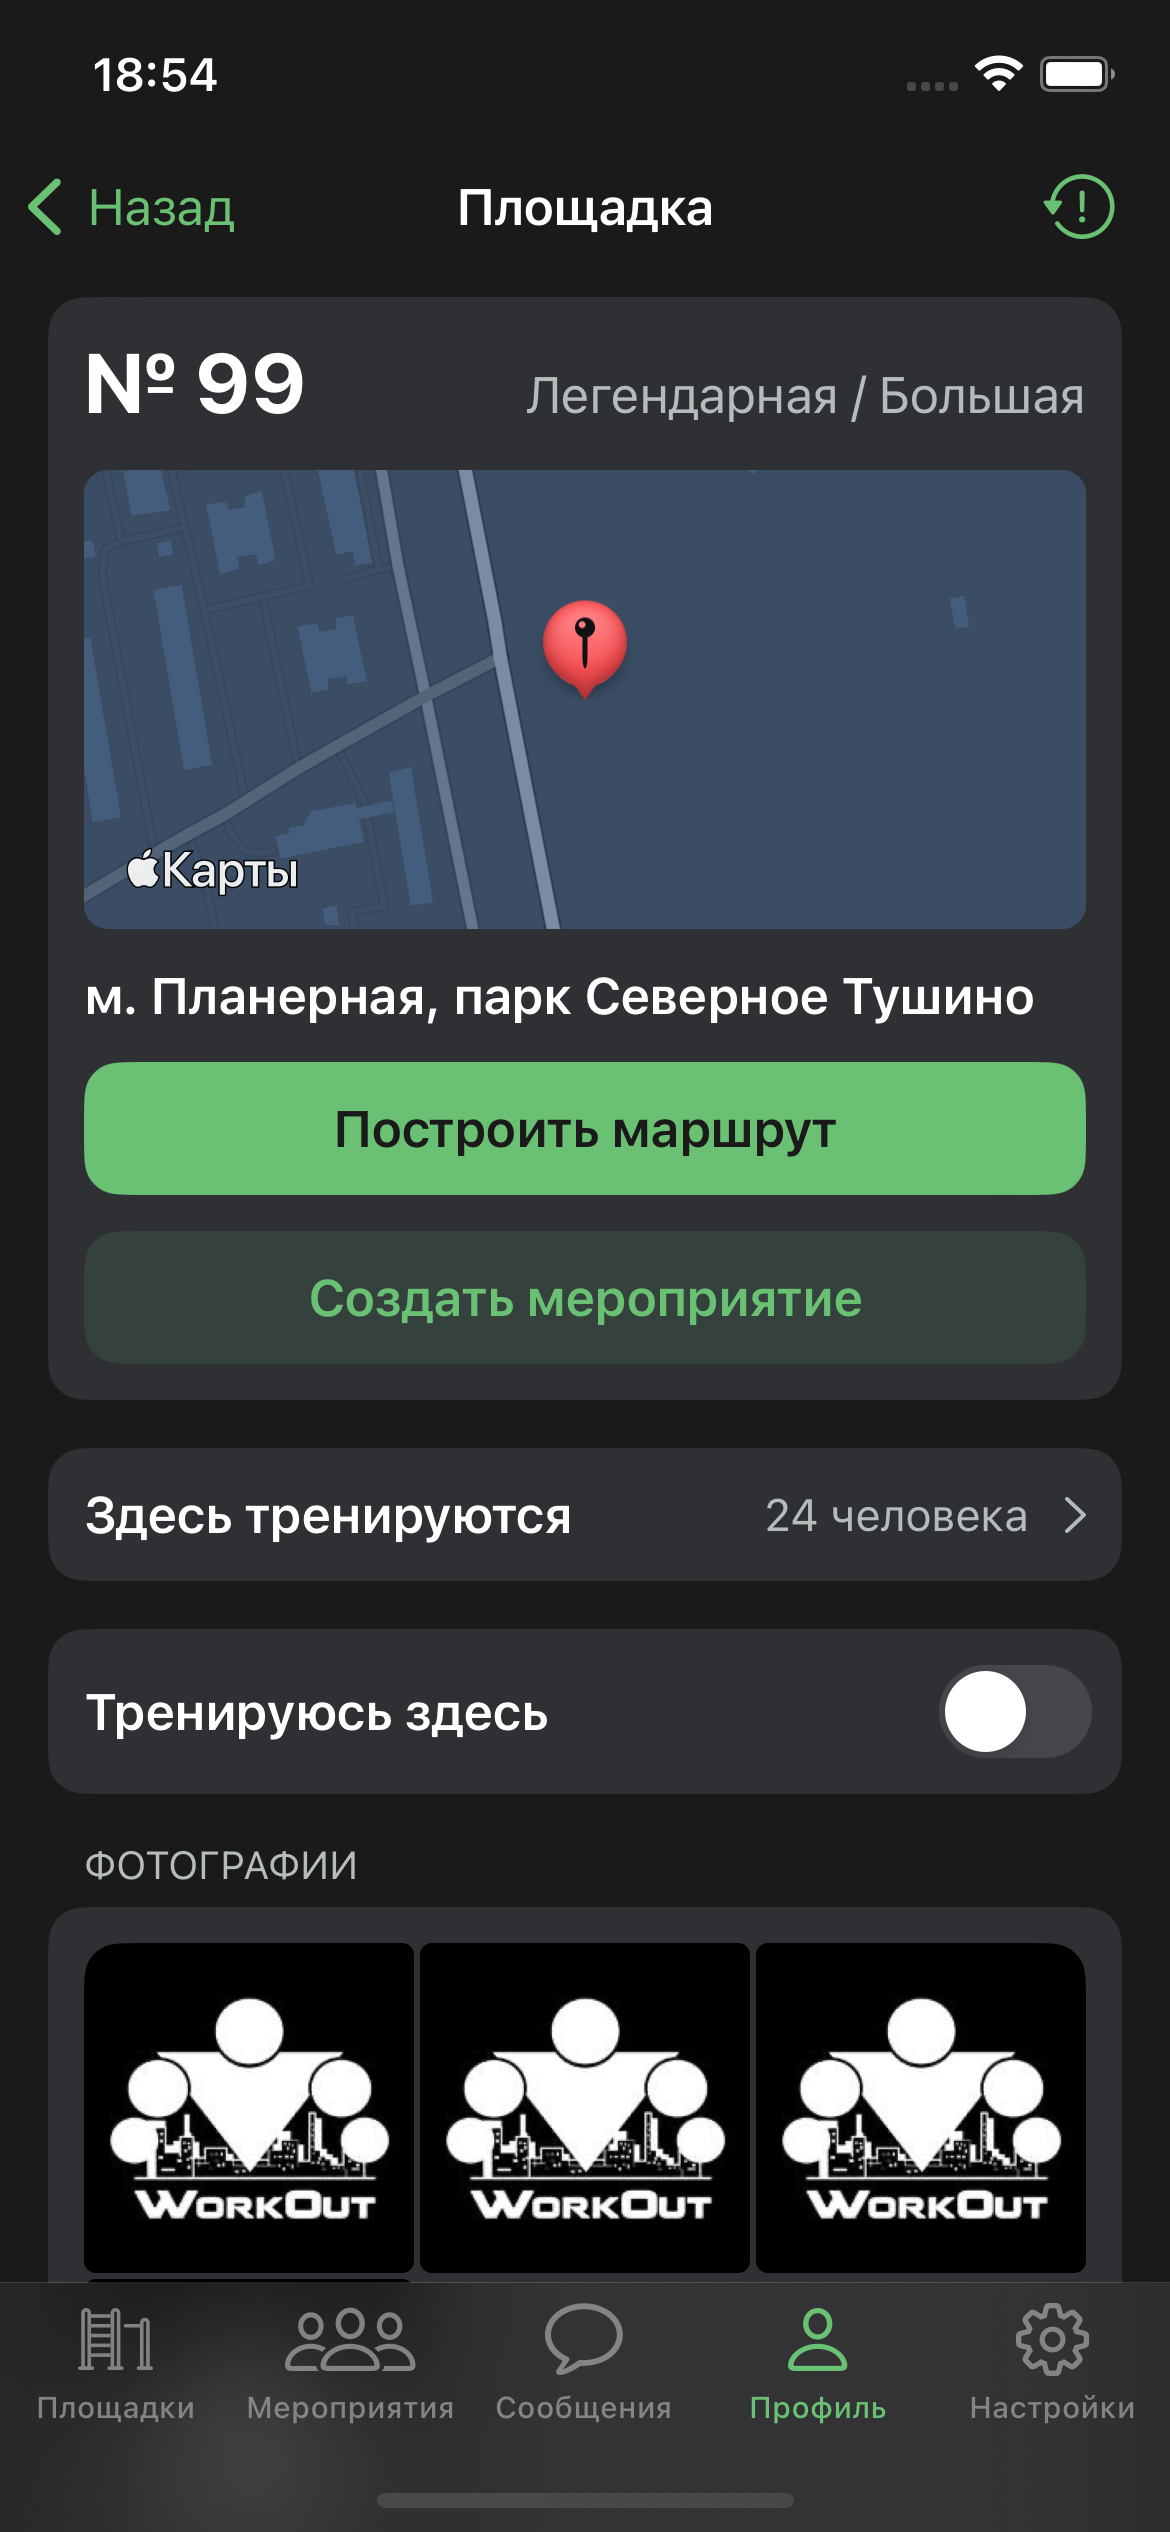 18:54
Назад
Площадка
№ 99
Легендарная / Большая
Карты
м. Планерная, парк Северное Тушино
Построить маршрут
Создать мероприятие
Здесь тренируются
24 человека
Тренируюсь здесь
ФОТОГРАФИИ
WORKOUT
WORKOUT
WORKOUT
Площадки
Мероприятия
Сообщения
Профиль
Настройки